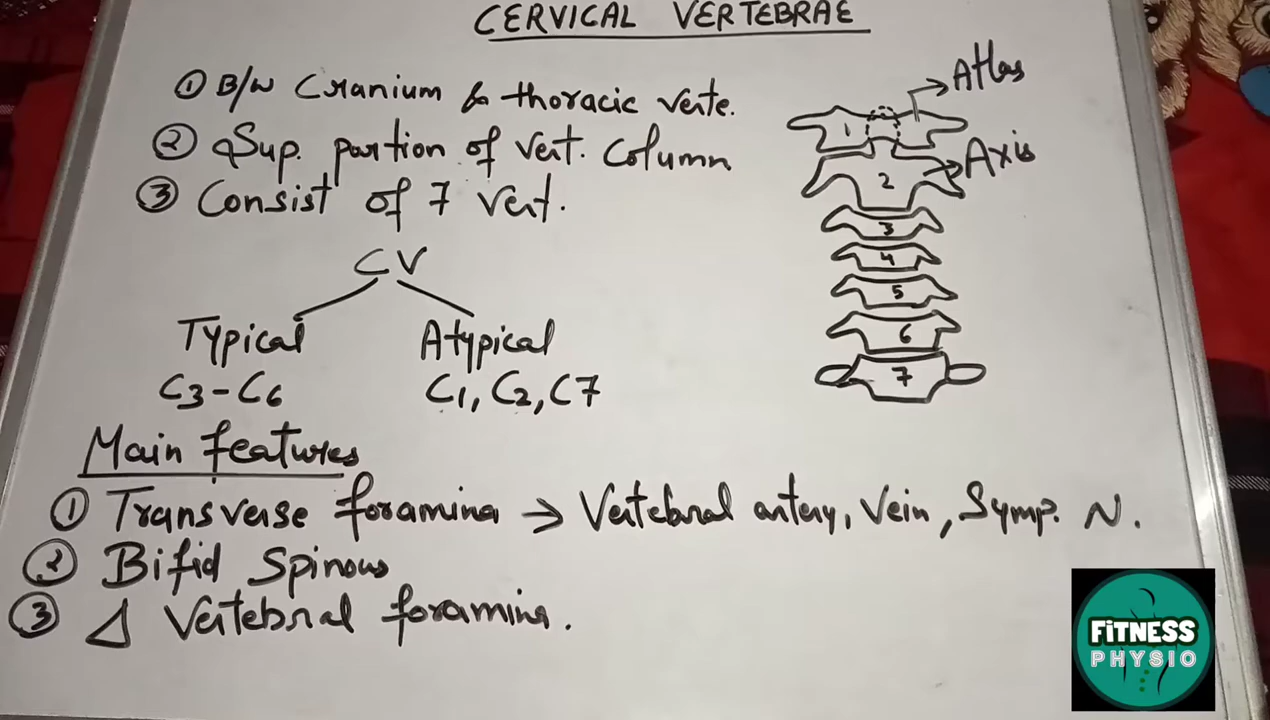 CERVICAL VERTEBRAE
① B/W Cranium & thoracic verte.
② Sup. portion of vert. Column
③ Consist of 7 vert.
CV
Typical
C3-C6
Atypical
C1, C2, C7
Atlas
Axis
1
2
3
4
5
6
7
Main features
① Transverse foramina → Vertebral artery, Vein, Symp. N.
② Bifid Spinous
③ △ Vertebral foramina.
FiTNESS
PHYSIO